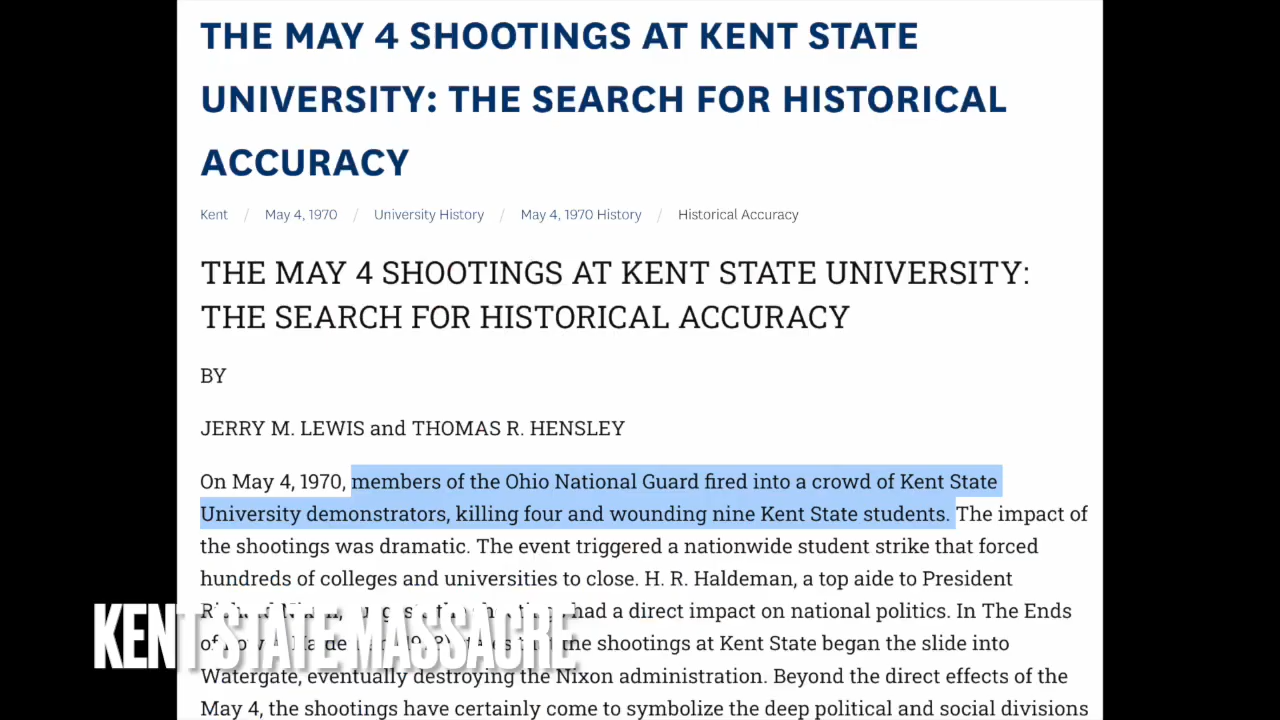 THE MAY 4 SHOOTINGS AT KENT STATE
UNIVERSITY: THE SEARCH FOR HISTORICAL
ACCURACY
Kent / May 4, 1970 / University History / May 4, 1970 History / Historical Accuracy
THE MAY 4 SHOOTINGS AT KENT STATE UNIVERSITY:
THE SEARCH FOR HISTORICAL ACCURACY
BY
JERRY M. LEWIS and THOMAS R. HENSLEY
On May 4, 1970, members of the Ohio National Guard fired into a crowd of Kent State
University demonstrators, killing four and wounding nine Kent State students. The impact of
the shootings was dramatic. The event triggered a nationwide student strike that forced
hundreds of colleges and universities to close. H. R. Haldeman, a top aide to President
had a direct impact on national politics. In The Ends
the shootings at Kent State began the slide into
KENT STATE MASSACRE
Watergate, eventually destroying the Nixon administration. Beyond the direct effects of the
May 4, the shootings have certainly come to symbolize the deep political and social divisions